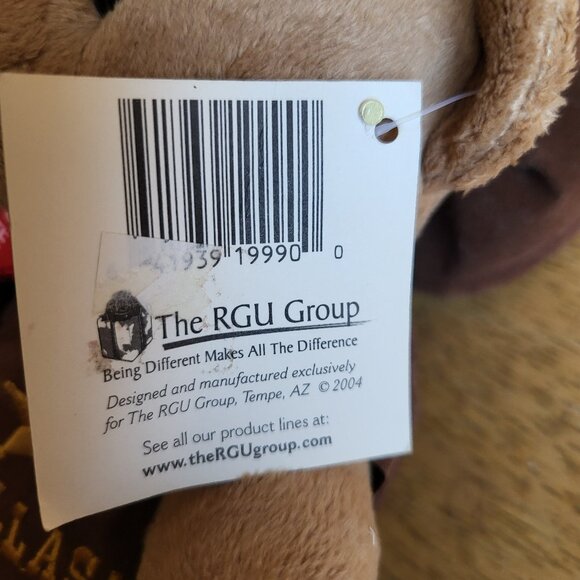 41939 19990 0
The RGU Group
Being Different Makes All The Difference
Designed and manufactured exclusively
for The RGU Group, Tempe, AZ © 2004
See all our product lines at:
www.theRGUgroup.com